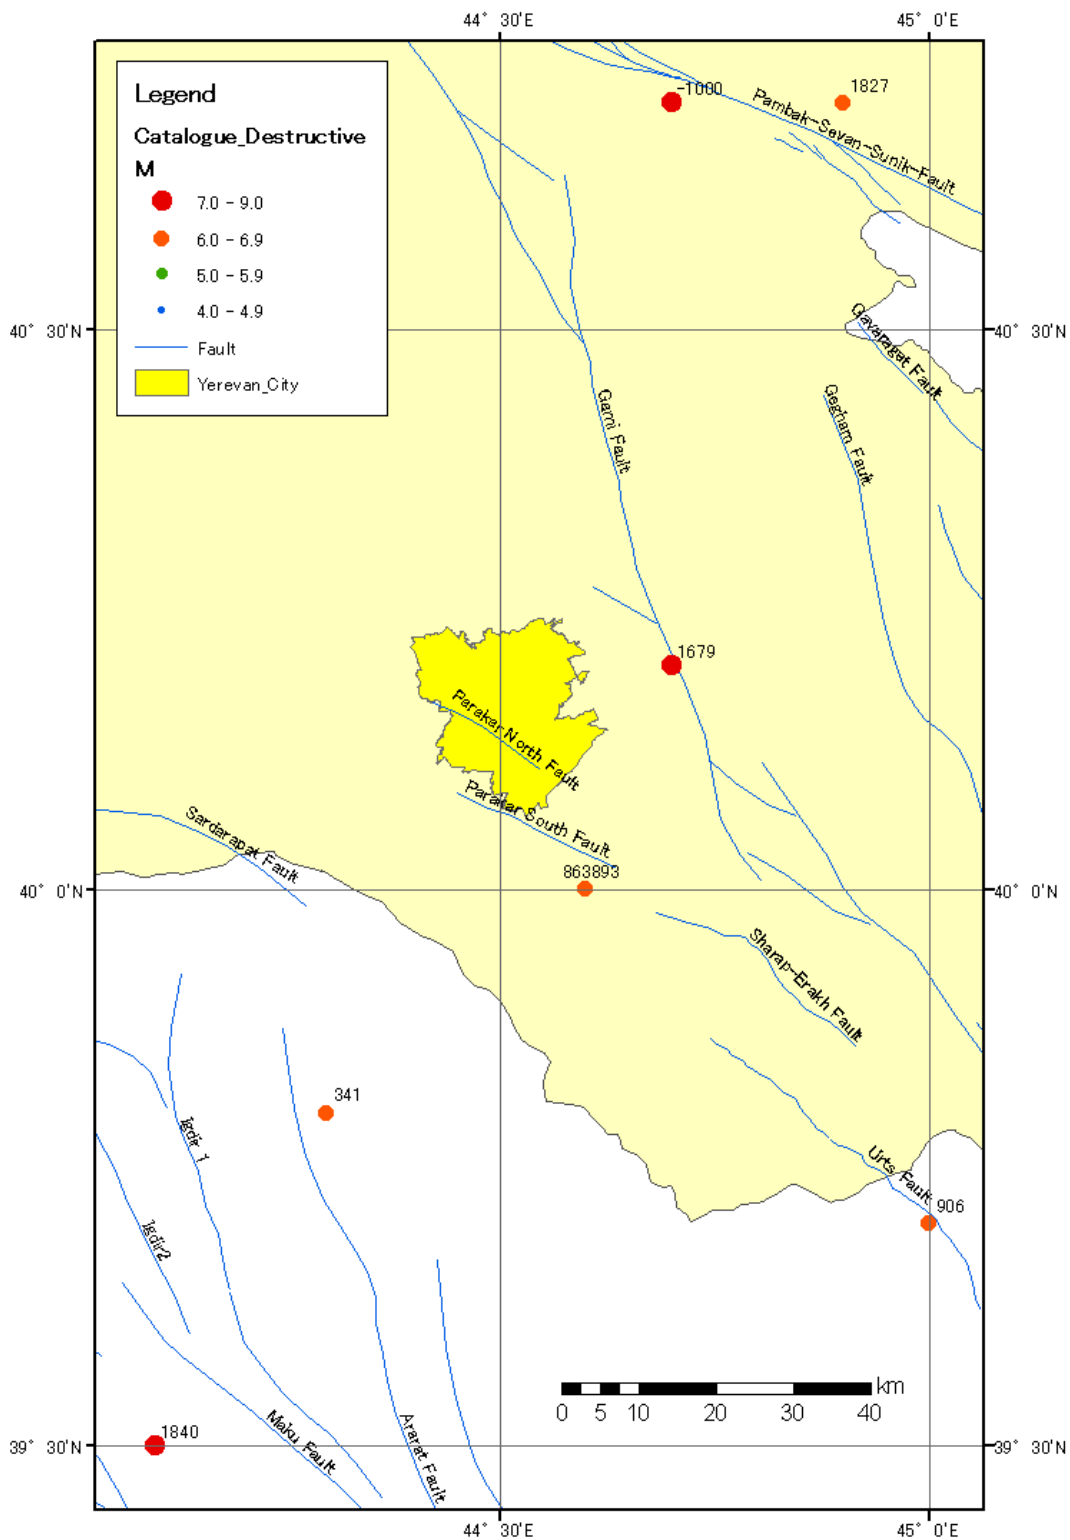 44° 30'E
45° 0'E
Legend
Catalogue_Destructive
M
7.0 - 9.0
6.0 - 6.9
5.0 - 5.9
4.0 - 4.9
Fault
Yerevan_City
-1000
1827
Pambak-Sevan-Sunik-Fault
40° 30'N
40° 30'N
Gavaragat Fault
Garni Fault
Gegham Fault
1679
Parakar North Fault
Parakar South Fault
Sardarapat Fault
863893
40° 0'N
40° 0'N
Sharap-Erakh Fault
341
Igdir 1
Urts Fault
906
Igdir2
km
0 5 10 20 30 40
1840
Maku Fault
Ararat Fault
39° 30'N
39° 30'N
44° 30'E
45° 0'E